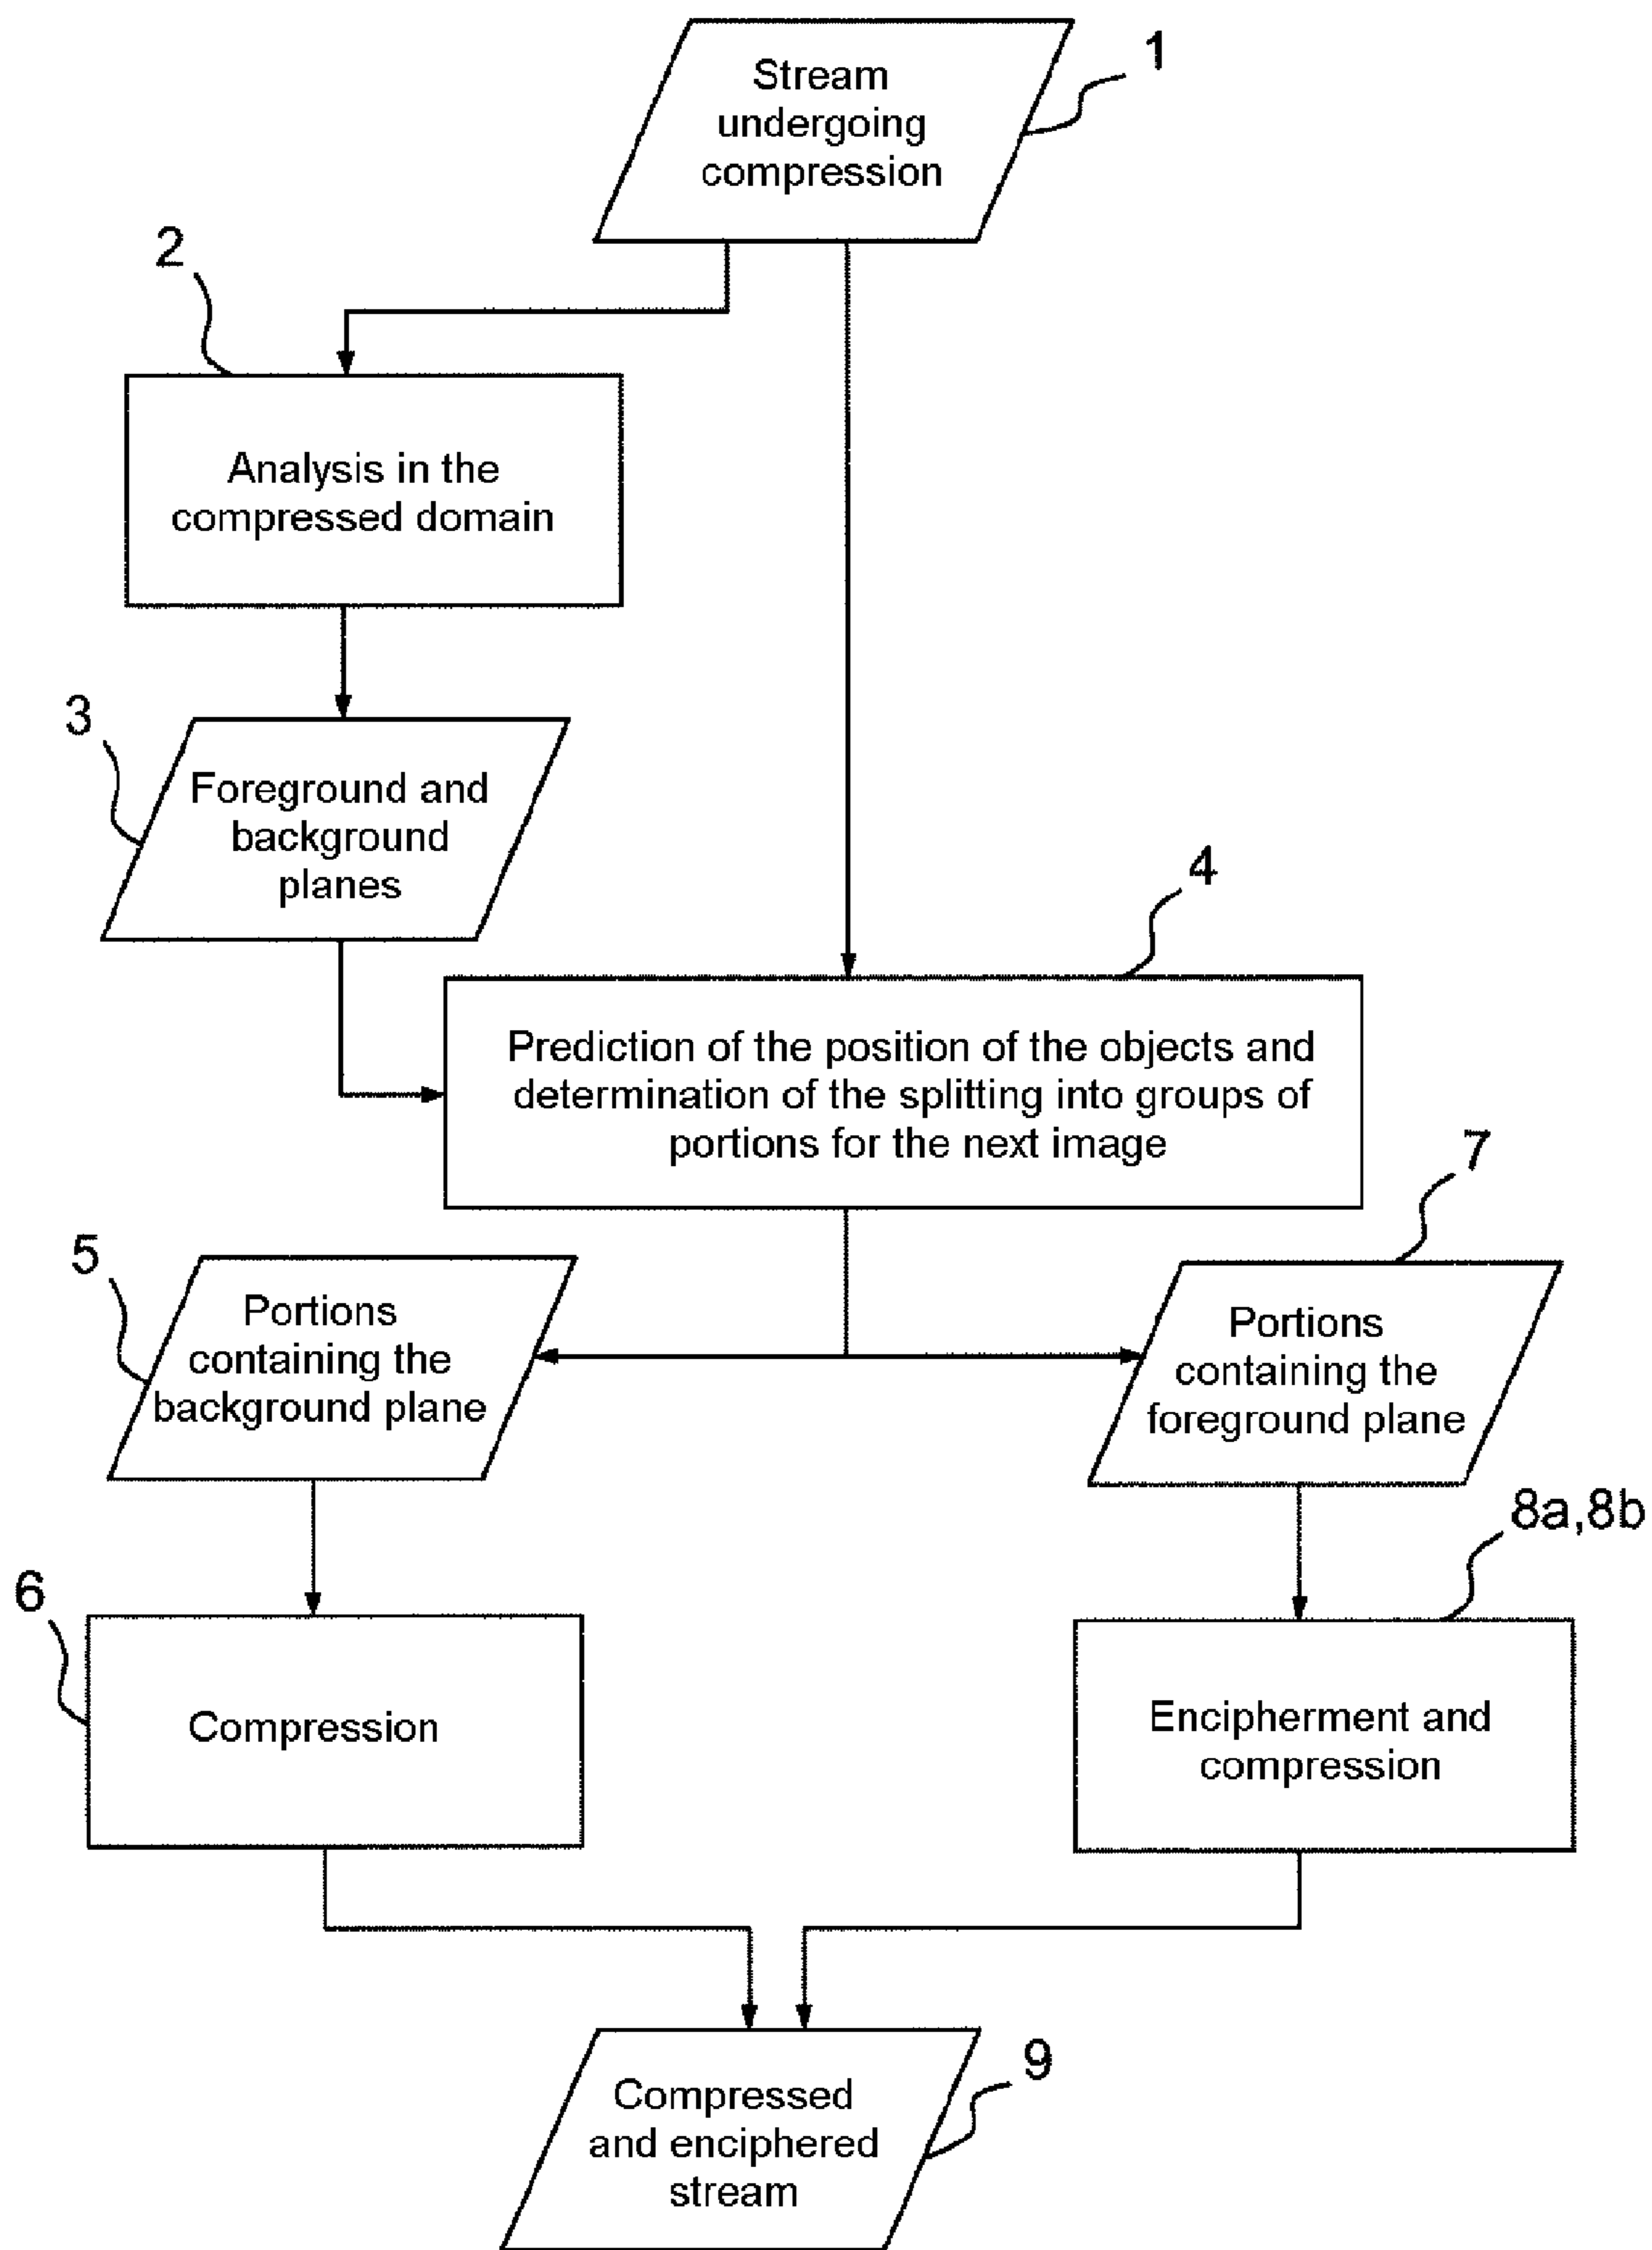 Stream
undergoing
compression
1
2
Analysis in the
compressed domain
3
Foreground and
background
planes
4
Prediction of the position of the objects and
determination of the splitting into groups of
portions for the next image
5
Portions
containing the
background plane
7
Portions
containing the
foreground plane
6
Compression
8a,8b
Encipherment and
compression
9
Compressed
and enciphered
stream